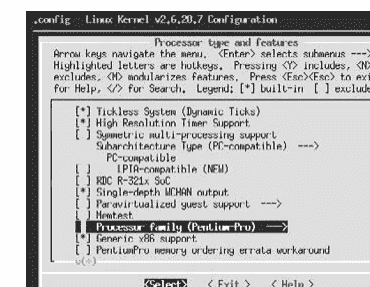 .config - Linux Kernel v2.6.28.7 Configuration
Processor type and features
Arrow keys navigate the menu. <Enter> selects submenus --->
Highlighted letters are hotkeys. Pressing <Y> includes, <N>
excludes, <M> modularizes features. Press <Esc><Esc> to exi
for Help, </> for Search. Legend: [*] built-in [ ] exclude
[*] Tickless System (Dynamic Ticks)
[*] High Resolution Timer Support
[ ] Symmetric multi-processing support
Subarchitecture Type (PC-compatible) --->
PC-compatible
[ ] LPIA-compatible (NEW)
[ ] RDC R-321x SoC
[*] Single-depth WCHAN output
[ ] Paravirtualized guest support --->
[ ] Memtest
Processor family (Pentium-Pro) --->
[*] Generic x86 support
[ ] PentiumPro memory ordering errata workaround
<Select> < Exit > < Help >